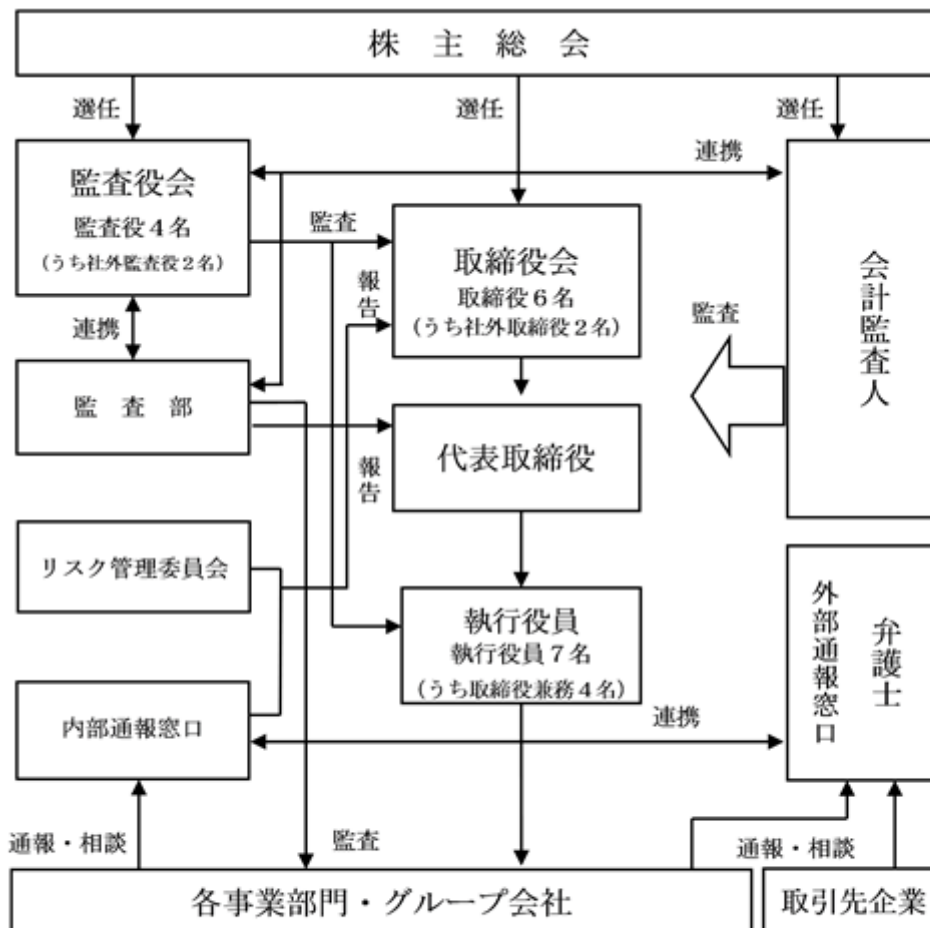 株 主 総 会
選任
選任
選任
連携
監査役会
監査役4名
(うち社外監査役2名)
監査
取締役会
取締役6名
(うち社外取締役2名)
報告
会計監査人
監査
連携
監 査 部
代表取締役
報告
リスク管理委員会
執行役員
執行役員7名
(うち取締役兼務4名)
弁護士
外部通報窓口
内部通報窓口
連携
通報・相談
監査
通報・相談
各事業部門・グループ会社
取引先企業